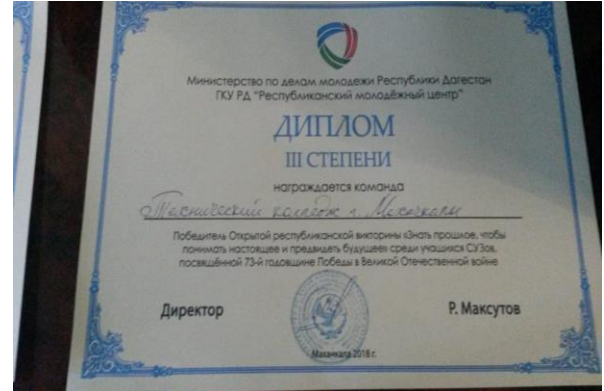 Министерство по делам молодежи Республики Дагестан
ГКУ РД "Республиканский молодёжный центр"
ДИПЛОМ
III СТЕПЕНИ
награждается команда
Технический колледж г. Махачкалы
Победитель Открытой республиканской викторины «Знать прошлое, чтобы
понимать настоящее и предвидеть будущее» среди учащихся СУЗов,
посвящённой 73-й годовщине Победы в Великой Отечественной войне
Директор
Р. Максутов
Махачкала 2018 г.